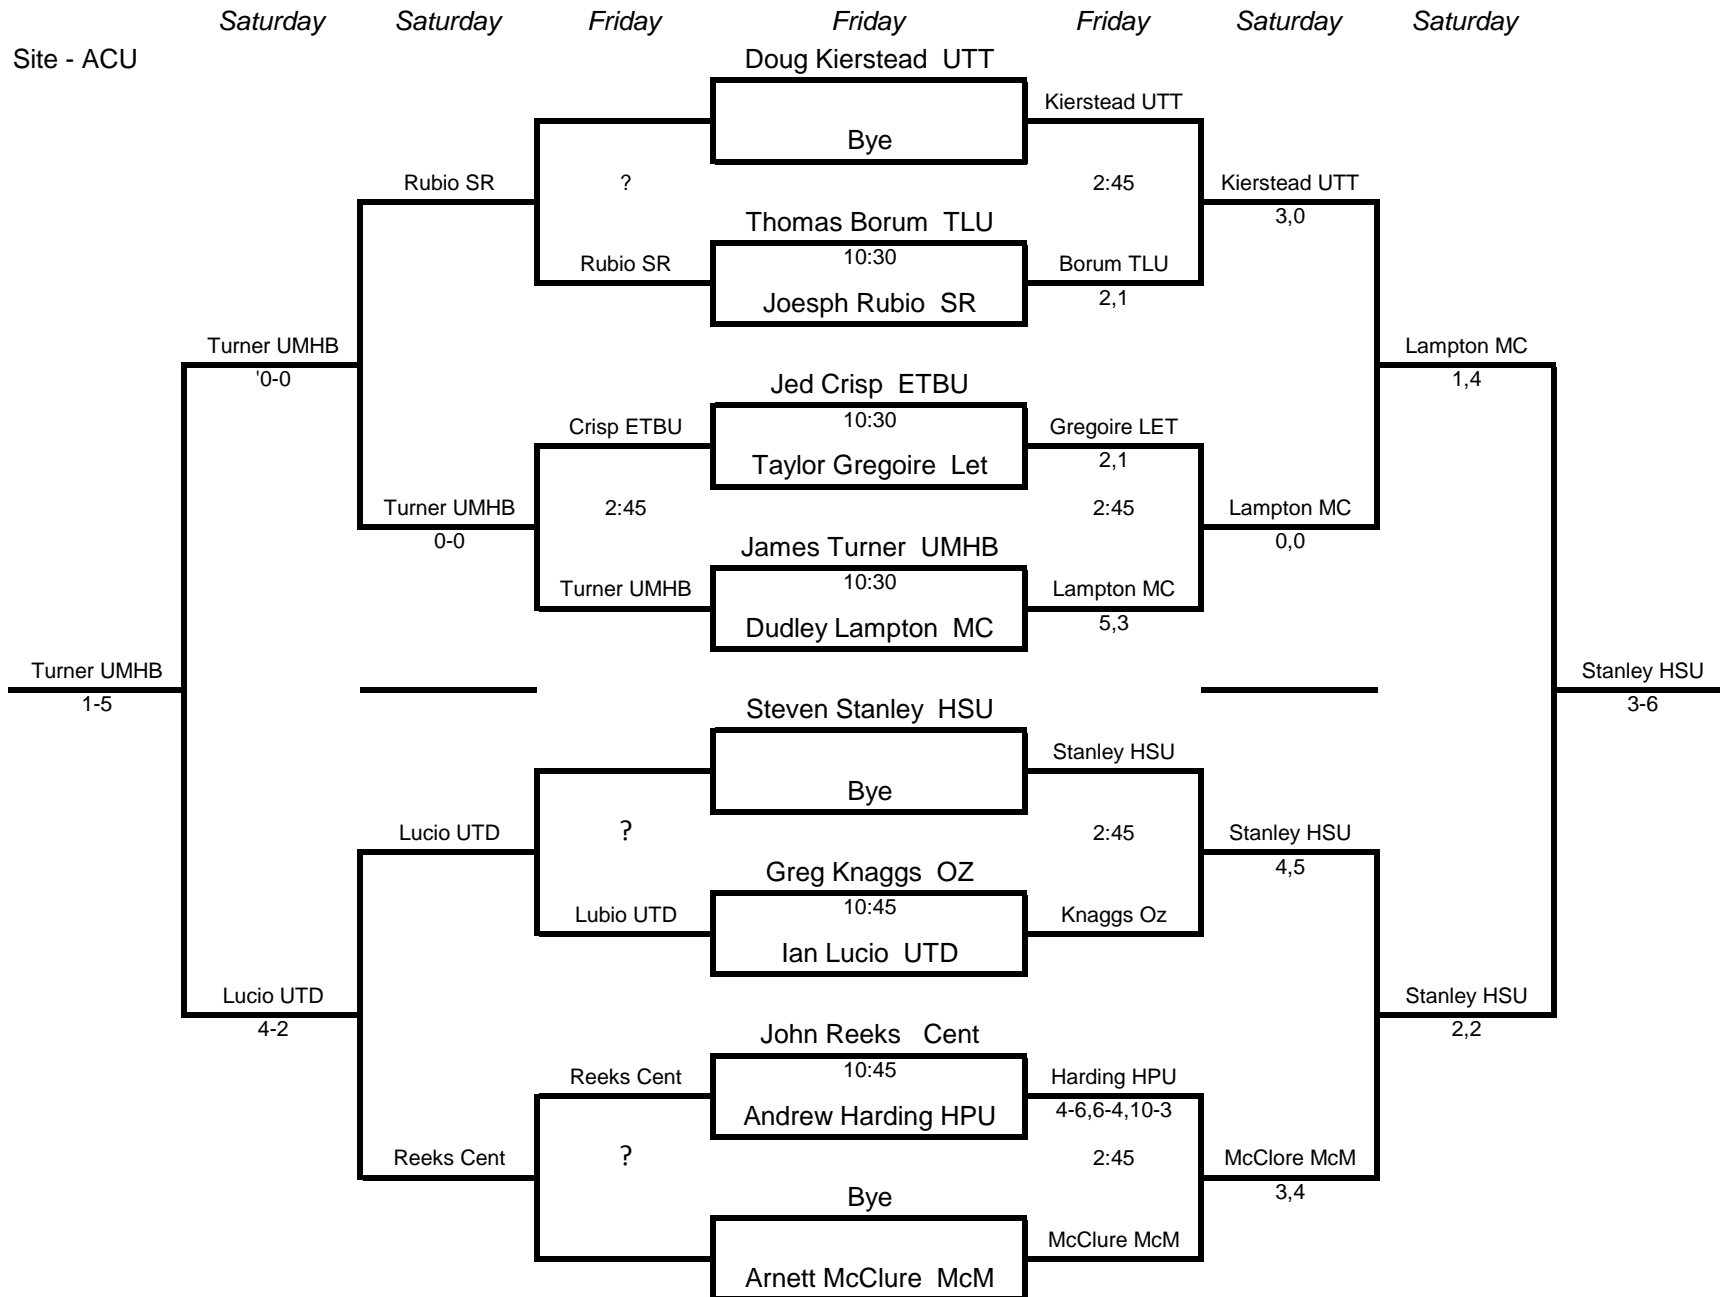 Saturday Saturday Friday Friday Friday Saturday Saturday
Site - ACU
Doug Kierstead UTT
Kierstead UTT
Bye
Rubio SR ? 2:45 Kierstead UTT
3,0
Thomas Borum TLU
10:30
Rubio SR Borum TLU
2,1
Joesph Rubio SR
Turner UMHB Lampton MC
'0-0 1,4
Jed Crisp ETBU
10:30
Crisp ETBU Gregoire LET
2,1
Taylor Gregoire Let
Turner UMHB 2:45 2:45 Lampton MC
0-0 0,0
James Turner UMHB
10:30
Turner UMHB Lampton MC
5,3
Dudley Lampton MC
Turner UMHB Stanley HSU
1-5 3-6
Steven Stanley HSU
Stanley HSU
Bye
Lucio UTD ? 2:45 Stanley HSU
4,5
Greg Knaggs OZ
10:45
Lubio UTD Knaggs Oz
Ian Lucio UTD
Lucio UTD Stanley HSU
4-2 2,2
John Reeks Cent
10:45
Reeks Cent Harding HPU
4-6,6-4,10-3
Andrew Harding HPU
Reeks Cent ? 2:45 McClore McM
3,4
Bye
McClure McM
Arnett McClure McM